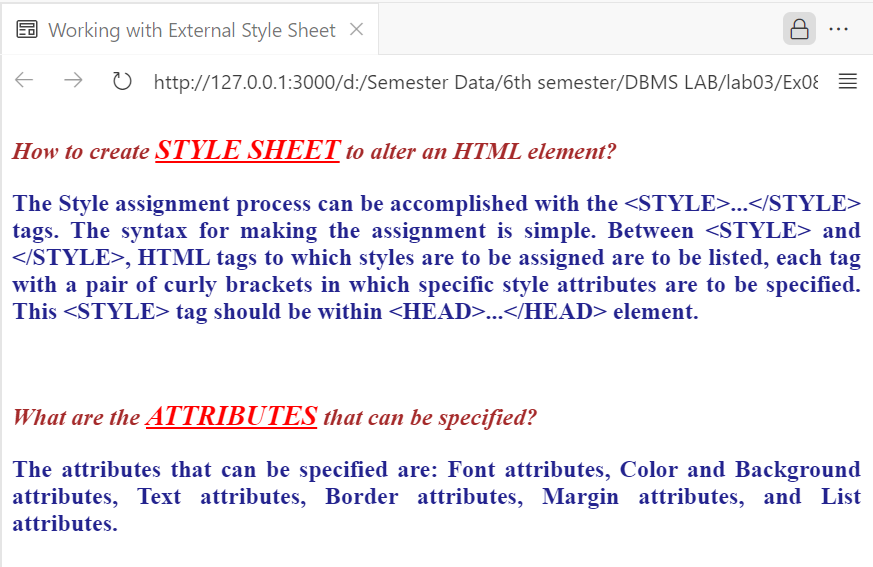 Working with External Style Sheet
http://127.0.0.1:3000/d:/Semester Data/6th semester/DBMS LAB/lab03/Ex08
How to create STYLE SHEET to alter an HTML element?
The Style assignment process can be accomplished with the <STYLE>...</STYLE>
tags. The syntax for making the assignment is simple. Between <STYLE> and
</STYLE>, HTML tags to which styles are to be assigned are to be listed, each tag
with a pair of curly brackets in which specific style attributes are to be specified.
This <STYLE> tag should be within <HEAD>...</HEAD> element.
What are the ATTRIBUTES that can be specified?
The attributes that can be specified are: Font attributes, Color and Background
attributes, Text attributes, Border attributes, Margin attributes, and List
attributes.